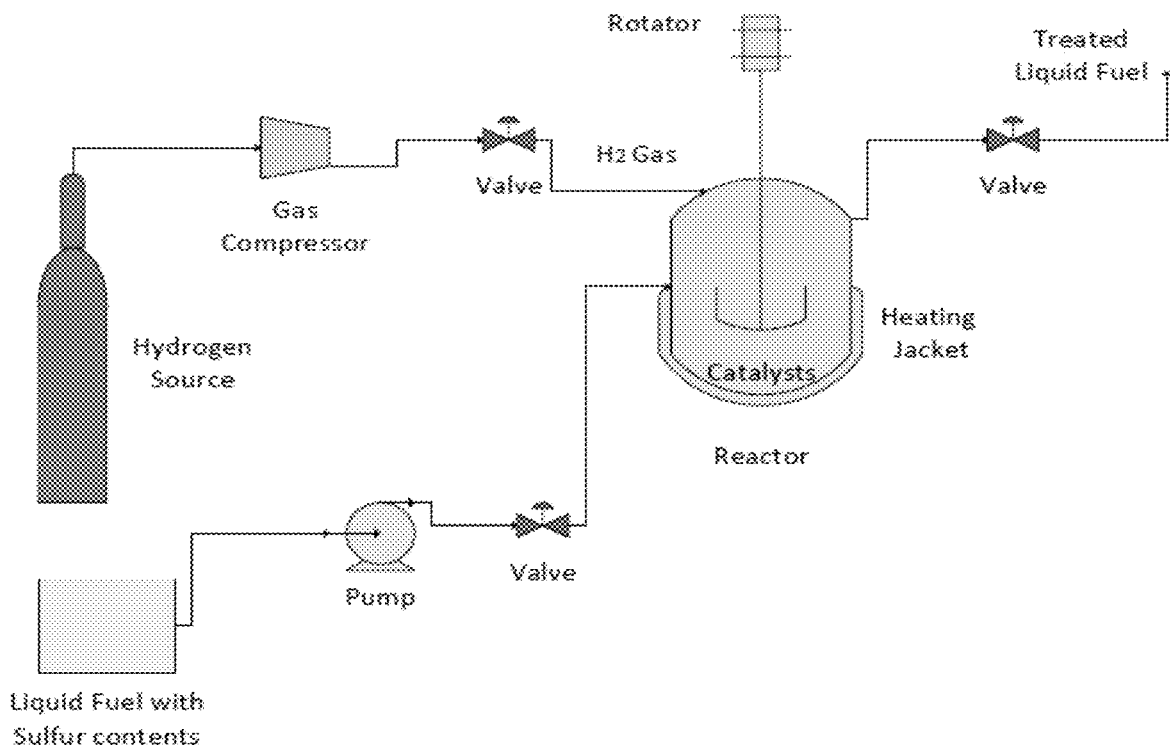 Rotator
Treated
Liquid Fuel
H2 Gas
Valve
Valve
Gas
Compressor
Hydrogen
Source
Heating
Jacket
Catalysts
Reactor
Valve
Pump
Liquid Fuel with
Sulfur contents